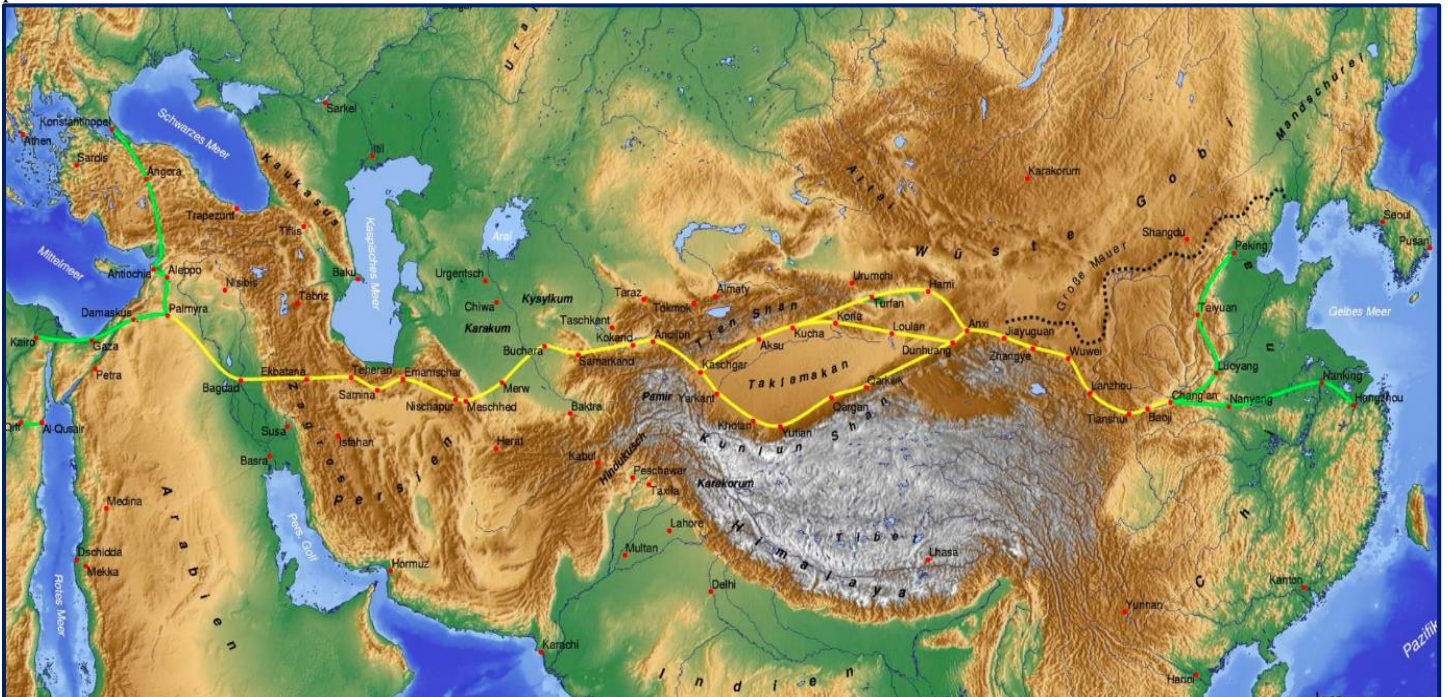 Ural
Mandschurei
Sarkel
Konstantinopel
Schwarzes Meer
Athen
Sardis
Itil
Angora
Kaukasus
Altai
Karakorum
Gobi
Trapezunt
Tiflis
Seoul
Kaspisches Meer
Aral
Shangdu
Pusan
Mittelmeer
Antiochia
Aleppo
Nisibis
Baku
Urgentsch
Wüste
Große Mauer
Peking
Tabriz
Chiwa
Kysylkum
Taraz
Tokmok
Almaty
Urumchi
Hami
Turfan
Gelbes Meer
Damaskus
Palmyra
Karakum
Taschkent
Kokand
Andijon
Tien Shan
Korla
Loulan
Anxi
Jiayuguan
Taiyuan
Kairo
Gaza
Buchara
Samarkand
Aksu
Kucha
Dunhuang
Zhangye
Wuwei
Petra
Bagdad
Ekbatana
Teheran
Emamschar
Samina
Merw
Kaschgar
Taklamakan
Qarkilik
Luoyang
Nanking
Nischapur
Meschhed
Baktra
Pamir
Yarkant
Qargan
Lanzhou
Chang'an
Nanyang
Hangzhou
Al-Qusair
Susa
Isfahan
Zagros
Herat
Khotan
Yutian
Kunlun Shan
Tianshui
Baoji
Basra
Persien
Kabul
Hindukusch
Peschawar
Taxila
Karakorum
Medina
Arabien
Pers. Golf
Lahore
Multan
Himalaya
Tibet
Lhasa
China
Dschidda
Mekka
Rotes Meer
Hormuz
Delhi
Kanton
Yunnan
Karachi
Indien
Hanoi
Pazifik